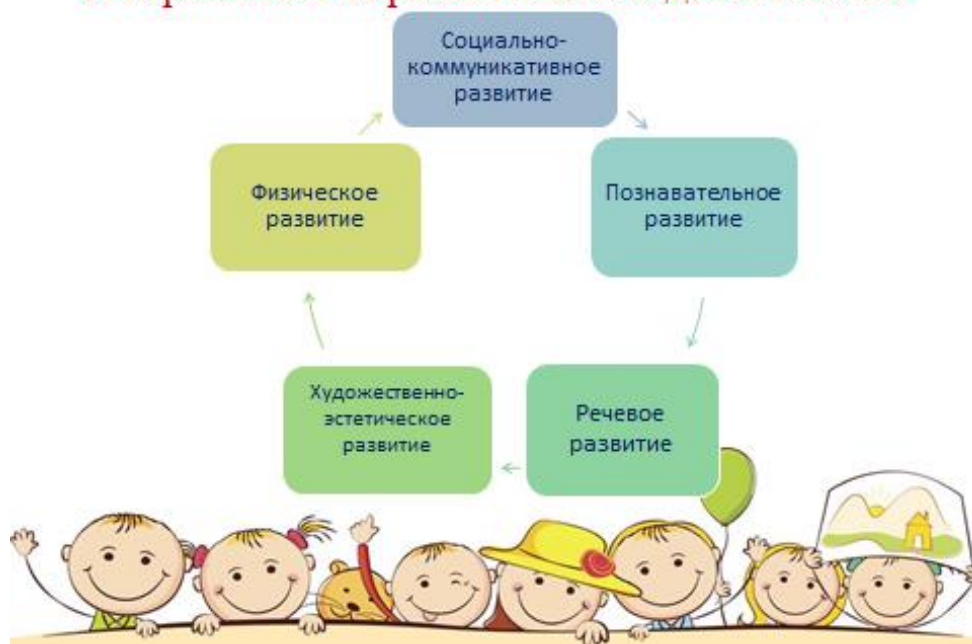 Социально-
коммуникативное
развитие
Познавательное
развитие
Речевое
развитие
Художественно-
эстетическое
развитие
Физическое
развитие